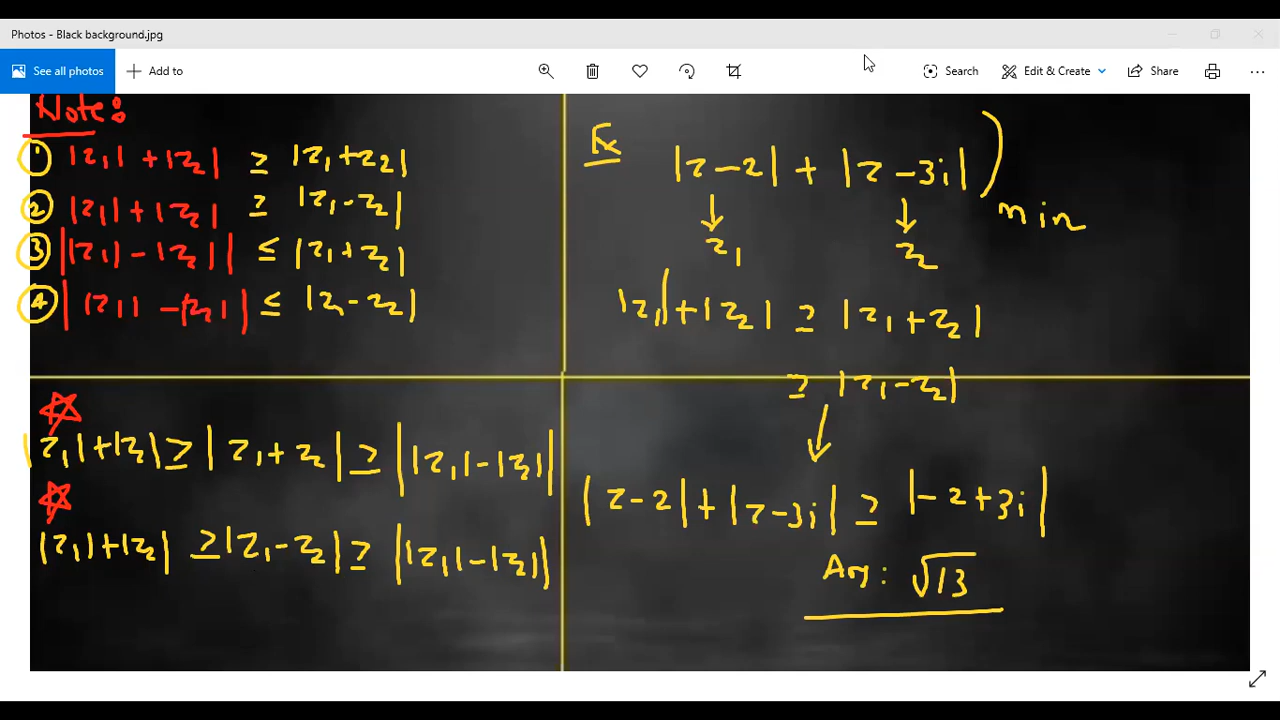 Photos - Black background.jpg
See all photos
Add to
Search
Edit & Create
Share
Note:
① |z₁| + |z₂| ≥ |z₁+z₂|
② |z₁| + |z₂| ≥ |z₁-z₂|
③ ||z₁| - |z₂|| ≤ |z₁+z₂|
④ ||z₁| - |z₂|| ≤ |z₁-z₂|
☆
|z₁|+|z₂| ≥ |z₁+z₂| ≥ ||z₁|-|z₂||
☆
|z₁|+|z₂| ≥ |z₁-z₂| ≥ ||z₁|-|z₂||
Ex |z-2| + |z-3i| ) min
↓ ↓
z₁ z₂
|z₁|+|z₂| ≥ |z₁+z₂|
≥ |z₁-z₂|
|z-2| + |z-3i| ≥ |-2+3i|
Ans: √13